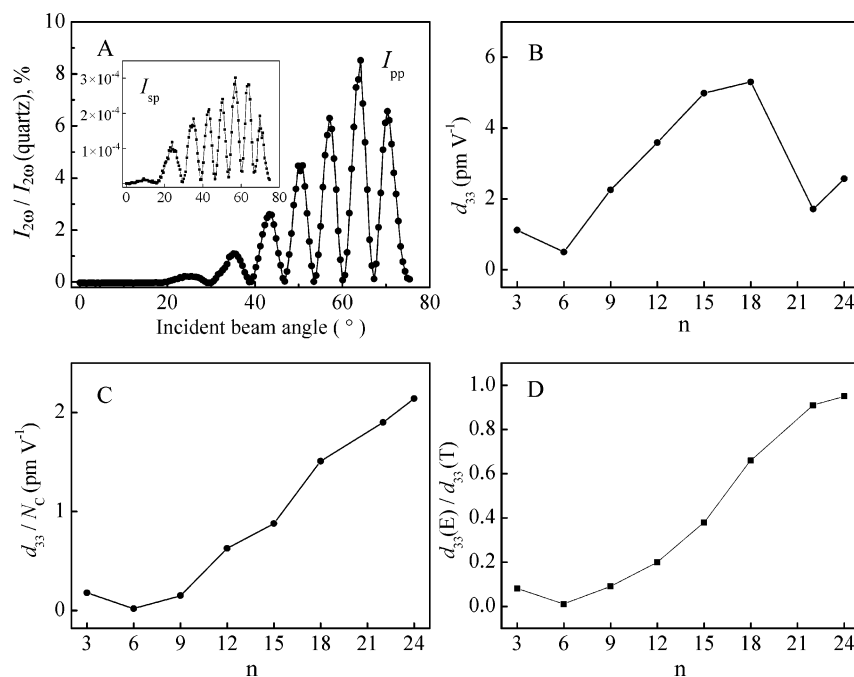 A
I2ω / I2ω (quartz), %
10
8
6
4
2
0
0 20 40 60 80
Incident beam angle ( ° )
Ipp
Isp
3×10-4
2×10-4
1×10-4
0 20 40 60 80
B
d33 (pm V-1)
6
4
2
0
3 6 9 12 15 18 21 24
n
C
d33 / NC (pm V-1)
2
1
0
3 6 9 12 15 18 21 24
n
D
d33(E) / d33(T)
1.0
0.8
0.6
0.4
0.2
0.0
3 6 9 12 15 18 21 24
n